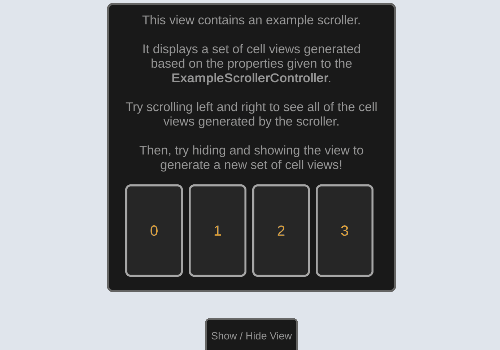 This view contains an example scroller.
It displays a set of cell views generated
based on the properties given to the
ExampleScrollerController.
Try scrolling left and right to see all of the cell
views generated by the scroller.
Then, try hiding and showing the view to
generate a new set of cell views!
0 1 2 3
Show / Hide View